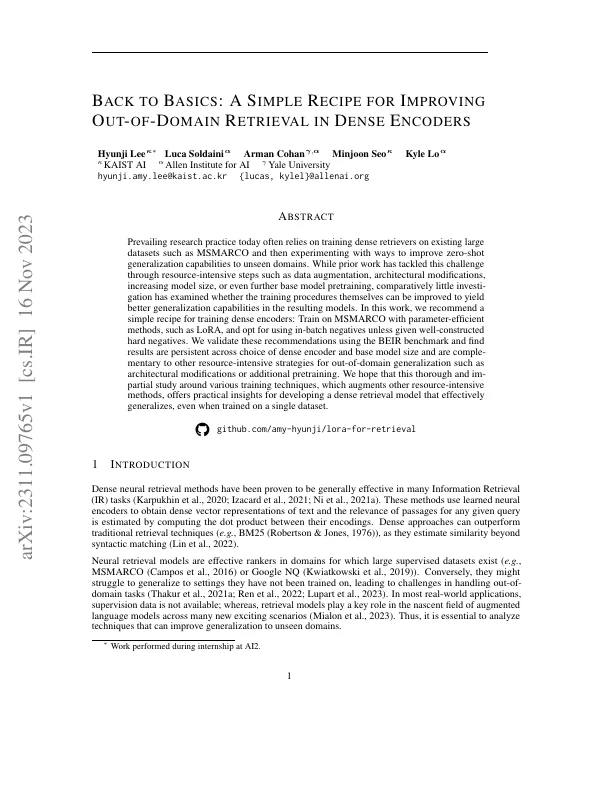 BACK TO BASICS: A SIMPLE RECIPE FOR IMPROVING
OUT-OF-DOMAIN RETRIEVAL IN DENSE ENCODERS
Hyunji Lee κ * Luca Soldaini α Arman Cohan γ,α Minjoon Seo κ Kyle Lo α
κ KAIST AI α Allen Institute for AI γ Yale University
hyunji.amy.lee@kaist.ac.kr {lucas, kylel}@allenai.org
ABSTRACT
Prevailing research practice today often relies on training dense retrievers on existing large
datasets such as MSMARCO and then experimenting with ways to improve zero-shot
generalization capabilities to unseen domains. While prior work has tackled this challenge
through resource-intensive steps such as data augmentation, architectural modifications,
increasing model size, or even further base model pretraining, comparatively little inves-
tigation has examined whether the training procedures themselves can be improved to yield
better generalization capabilities in the resulting models. In this work, we recommend a
simple recipe for training dense encoders: Train on MSMARCO with parameter-efficient
methods, such as LoRA, and opt for using in-batch negatives unless given well-constructed
hard negatives. We validate these recommendations using the BEIR benchmark and find
results are persistent across choice of dense encoder and base model size and are comple-
mentary to other resource-intensive strategies for out-of-domain generalization such as
architectural modifications or additional pretraining. We hope that this thorough and im-
partial study around various training techniques, which augments other resource-intensive
methods, offers practical insights for developing a dense retrieval model that effectively
generalizes, even when trained on a single dataset.
github.com/amy-hyunji/lora-for-retrieval
1 INTRODUCTION
Dense neural retrieval methods have been proven to be generally effective in many Information Retrieval
(IR) tasks (Karpukhin et al., 2020; Izacard et al., 2021; Ni et al., 2021a). These methods use learned neural
encoders to obtain dense vector representations of text and the relevance of passages for any given query
is estimated by computing the dot product between their encodings. Dense approaches can outperform
traditional retrieval techniques (e.g., BM25 (Robertson & Jones, 1976)), as they estimate similarity beyond
syntactic matching (Lin et al., 2022).
Neural retrieval models are effective rankers in domains for which large supervised datasets exist (e.g.,
MSMARCO (Campos et al., 2016) or Google NQ (Kwiatkowski et al., 2019)). Conversely, they might
struggle to generalize to settings they have not been trained on, leading to challenges in handling out-of-
domain tasks (Thakur et al., 2021a; Ren et al., 2022; Lupart et al., 2023). In most real-world applications,
supervision data is not available; whereas, retrieval models play a key role in the nascent field of augmented
language models across many new exciting scenarios (Mialon et al., 2023). Thus, it is essential to analyze
techniques that can improve generalization to unseen domains.
* Work performed during internship at AI2.
1
arXiv:2311.09765v1 [cs.IR] 16 Nov 2023